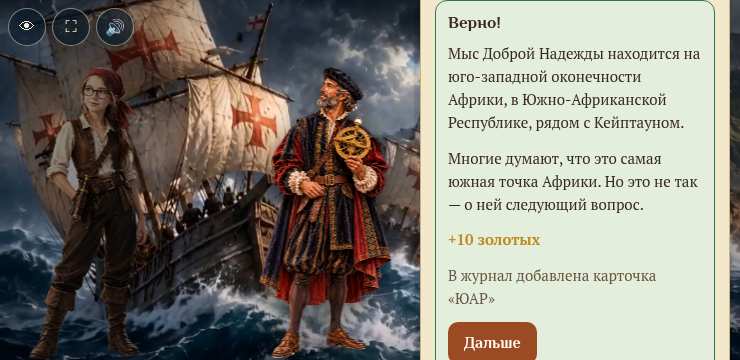 Верно!
Мыс Доброй Надежды находится на
юго-западной оконечности
Африки, в Южно-Африканской
Республике, рядом с Кейптауном.
Многие думают, что это самая
южная точка Африки. Но это не так
— о ней следующий вопрос.
+10 золотых
В журнал добавлена карточка
«ЮАР»
Дальше